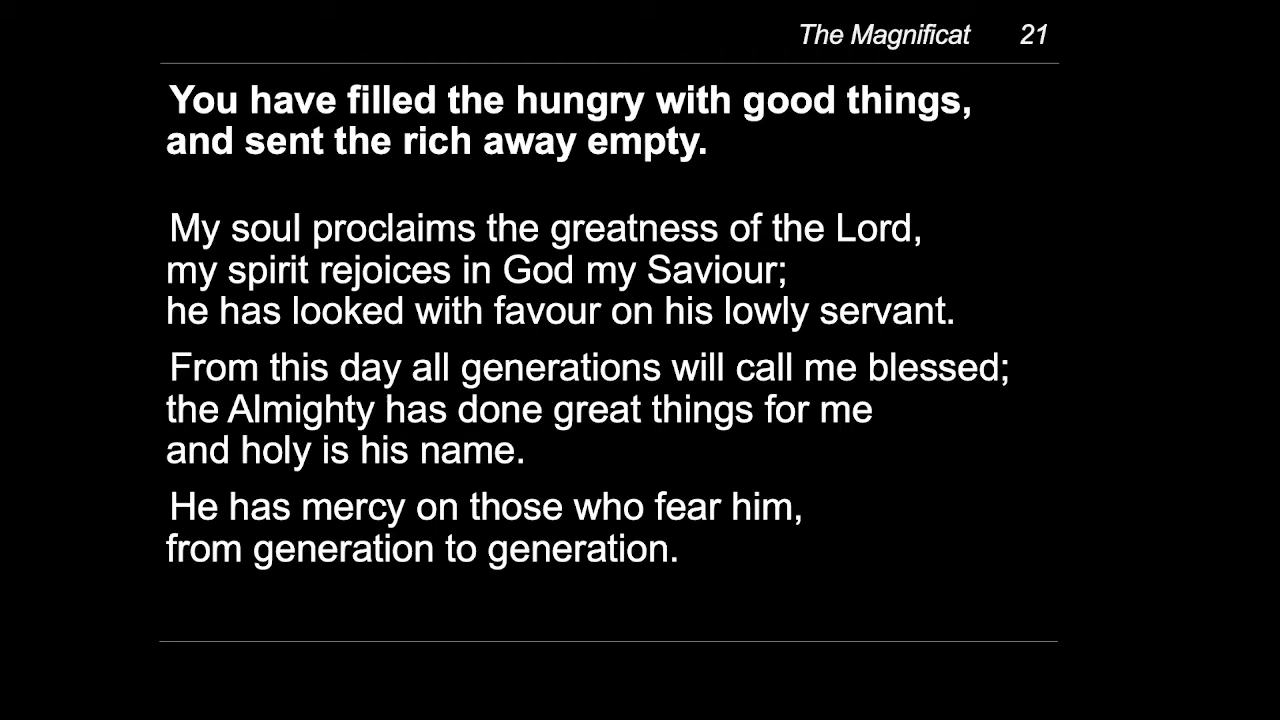 The Magnificat 21
You have filled the hungry with good things,
and sent the rich away empty.
My soul proclaims the greatness of the Lord,
my spirit rejoices in God my Saviour;
he has looked with favour on his lowly servant.
From this day all generations will call me blessed;
the Almighty has done great things for me
and holy is his name.
He has mercy on those who fear him,
from generation to generation.